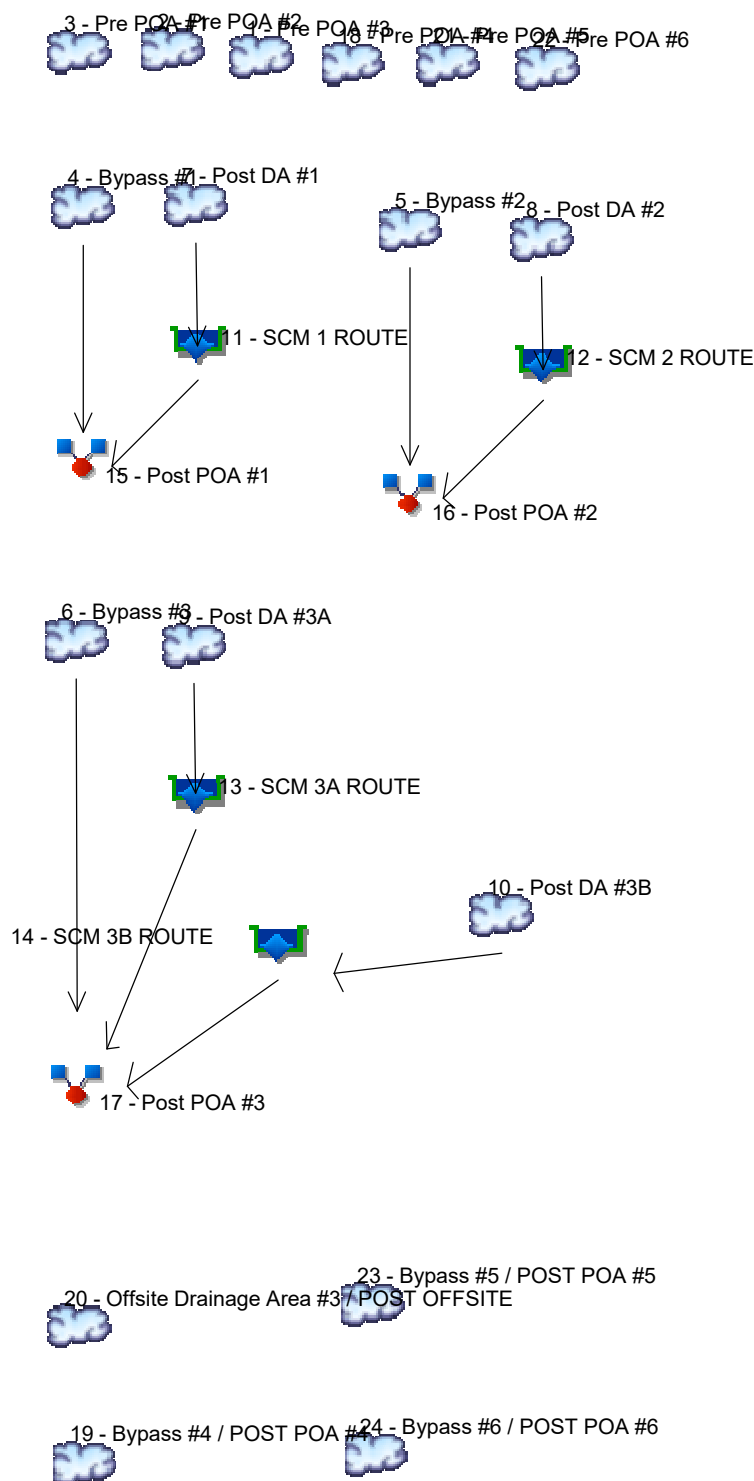 3 - Pre POA #1
2 - Pre POA #2
1 - Pre POA #3
18 - Pre POA #4
21 - Pre POA #5
22 - Pre POA #6
4 - Bypass #1
7 - Post DA #1
5 - Bypass #2
8 - Post DA #2
11 - SCM 1 ROUTE
12 - SCM 2 ROUTE
15 - Post POA #1
16 - Post POA #2
6 - Bypass #3
9 - Post DA #3A
13 - SCM 3A ROUTE
10 - Post DA #3B
14 - SCM 3B ROUTE
17 - Post POA #3
23 - Bypass #5 / POST POA #5
20 - Offsite Drainage Area #3 / POST OFFSITE
19 - Bypass #4 / POST POA #4
24 - Bypass #6 / POST POA #6